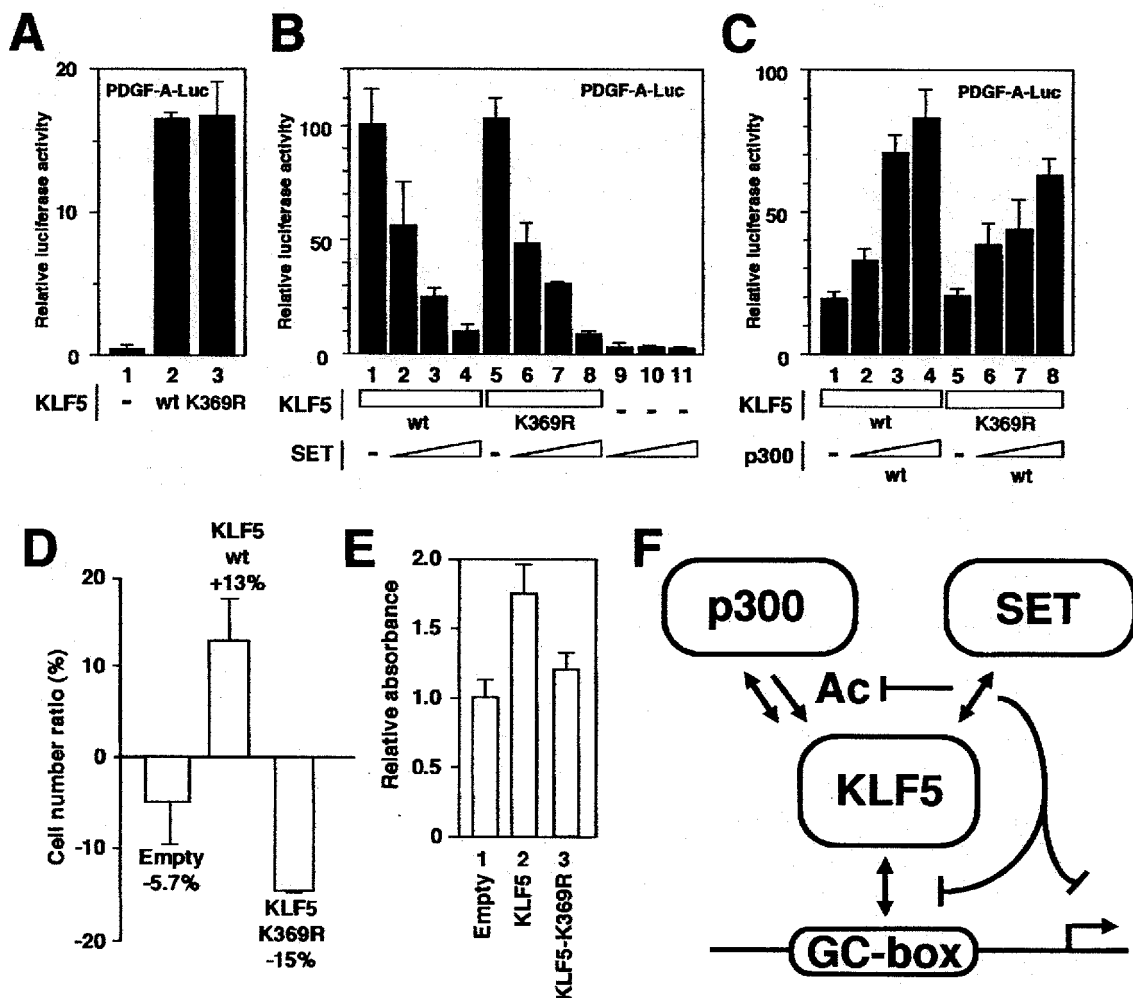 A
20
PDGF-A-Luc
Relative luciferase activity
10
0
1 2 3
KLF5 - wt K369R
B
PDGF-A-Luc
Relative luciferase activity
100
50
0
1 2 3 4 5 6 7 8 9 10 11
KLF5 - - -
wt K369R
SET - -
C
100
PDGF-A-Luc
Relative luciferase activity
50
0
1 2 3 4 5 6 7 8
KLF5
wt K369R
p300 - -
wt wt
D
KLF5
wt
+13%
Cell number ratio (%)
20
10
0
-10
-20
Empty
-5.7%
KLF5
K369R
-15%
E
Relative absorbance
2.0
1.5
1.0
1.0
0
1 2 3
Empty
KLF5
KLF5-K369R
F
p300
SET
Ac
KLF5
GC-box